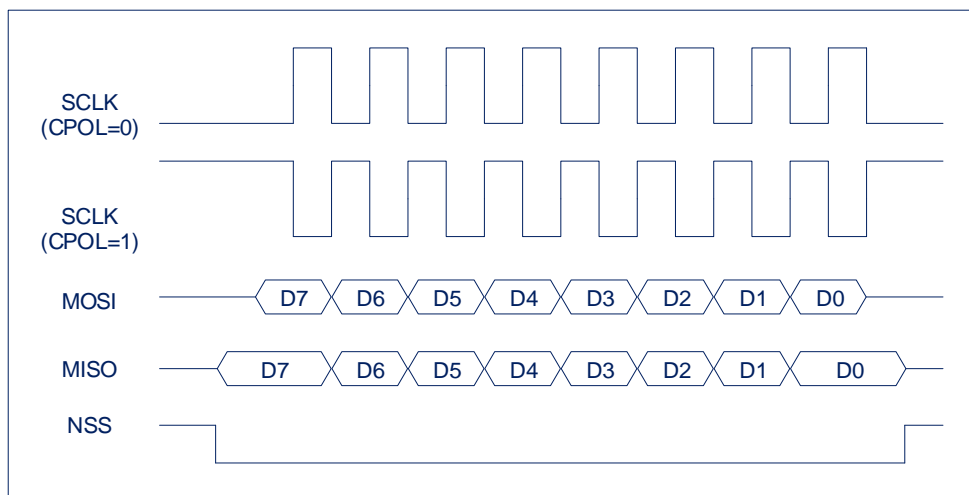 SCLK
(CPOL=0)
SCLK
(CPOL=1)
MOSI D7 D6 D5 D4 D3 D2 D1 D0
MISO D7 D6 D5 D4 D3 D2 D1 D0
NSS